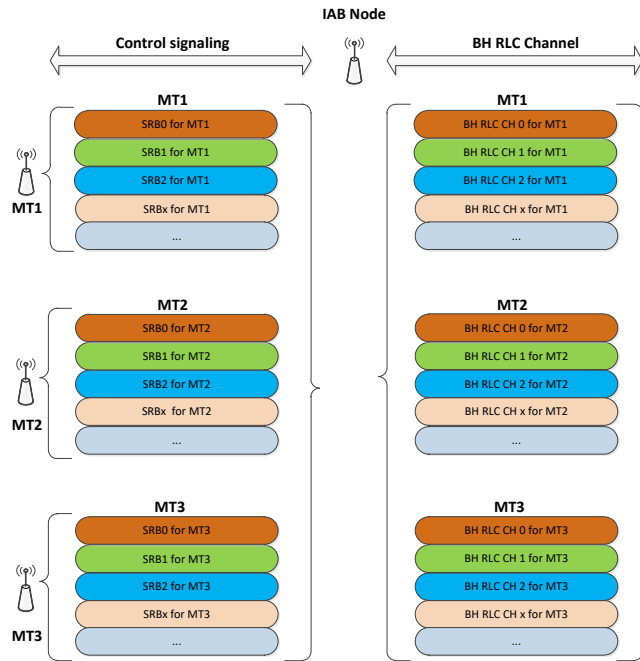 IAB Node
Control signaling
BH RLC Channel
MT1
SRB0 for MT1
SRB1 for MT1
SRB2 for MT1
SRBx for MT1
...
MT1
MT1
BH RLC CH 0 for MT1
BH RLC CH 1 for MT1
BH RLC CH 2 for MT1
BH RLC CH x for MT1
...
MT2
SRB0 for MT2
SRB1 for MT2
SRB2 for MT2
SRBx for MT2
...
MT2
MT2
BH RLC CH 0 for MT2
BH RLC CH 1 for MT2
BH RLC CH 2 for MT2
BH RLC CH x for MT2
...
MT3
SRB0 for MT3
SRB1 for MT3
SRB2 for MT3
SRBx for MT3
...
MT3
MT3
BH RLC CH 0 for MT3
BH RLC CH 1 for MT3
BH RLC CH 2 for MT3
BH RLC CH x for MT3
...